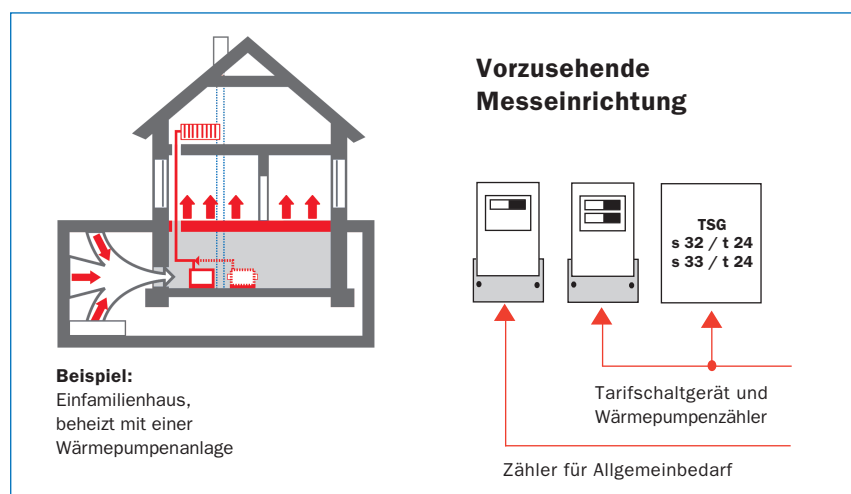 Vorzusehende
Messeinrichtung
TSG
s 32 / t 24
s 33 / t 24
Beispiel:
Einfamilienhaus,
beheizt mit einer
Wärmepumpenanlage
Tarifschaltgerät und
Wärmepumpenzähler
Zähler für Allgemeinbedarf